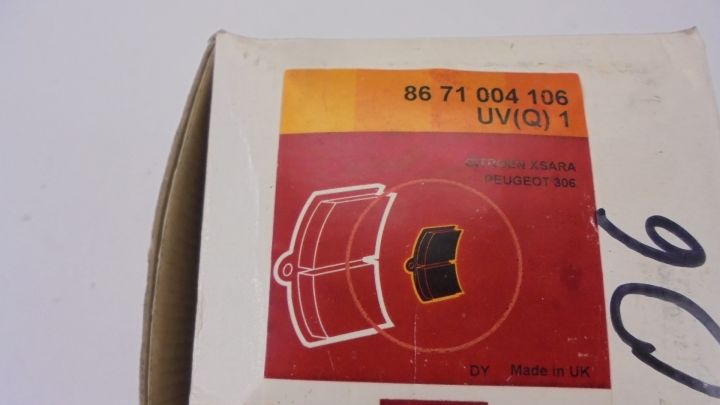 86 71 004 106
UV(Q) 1
CITROEN XSARA
PEUGEOT 306
DY Made in UK